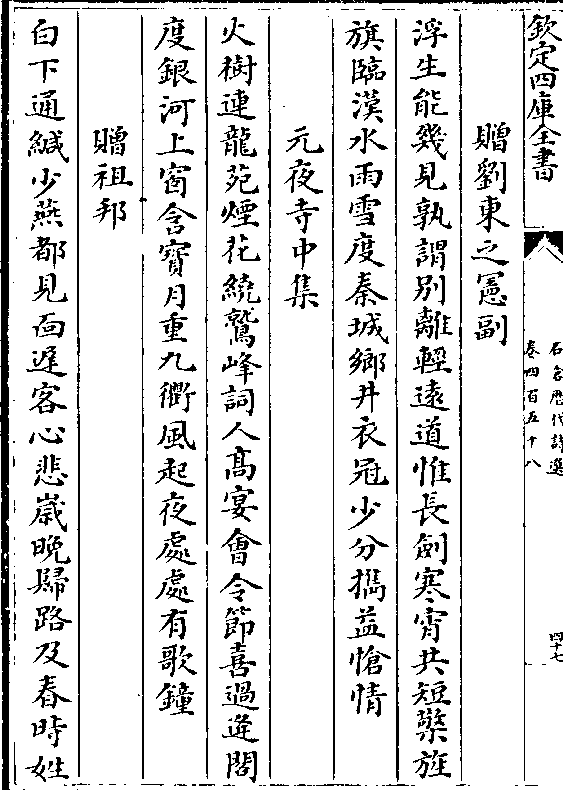 欽定四庫全書
石倉歷代詩選
卷四百五十八
四十七
贈劉東之憲副
浮生能幾見孰謂別離輕遠道惟長劍寒宵共短檠旌
旗臨漢水雨雪度秦城鄉井衣冠少分擕益愴情
元夜寺中集
火樹連龍苑煙花繞鷲峰詞人髙宴會令節喜過逢閣
度銀河上窗含寳月重九衢風起夜處處有歌鐘
贈祖邦
白下通緘少燕都見面遲客心悲嵗晚歸路及春時姓